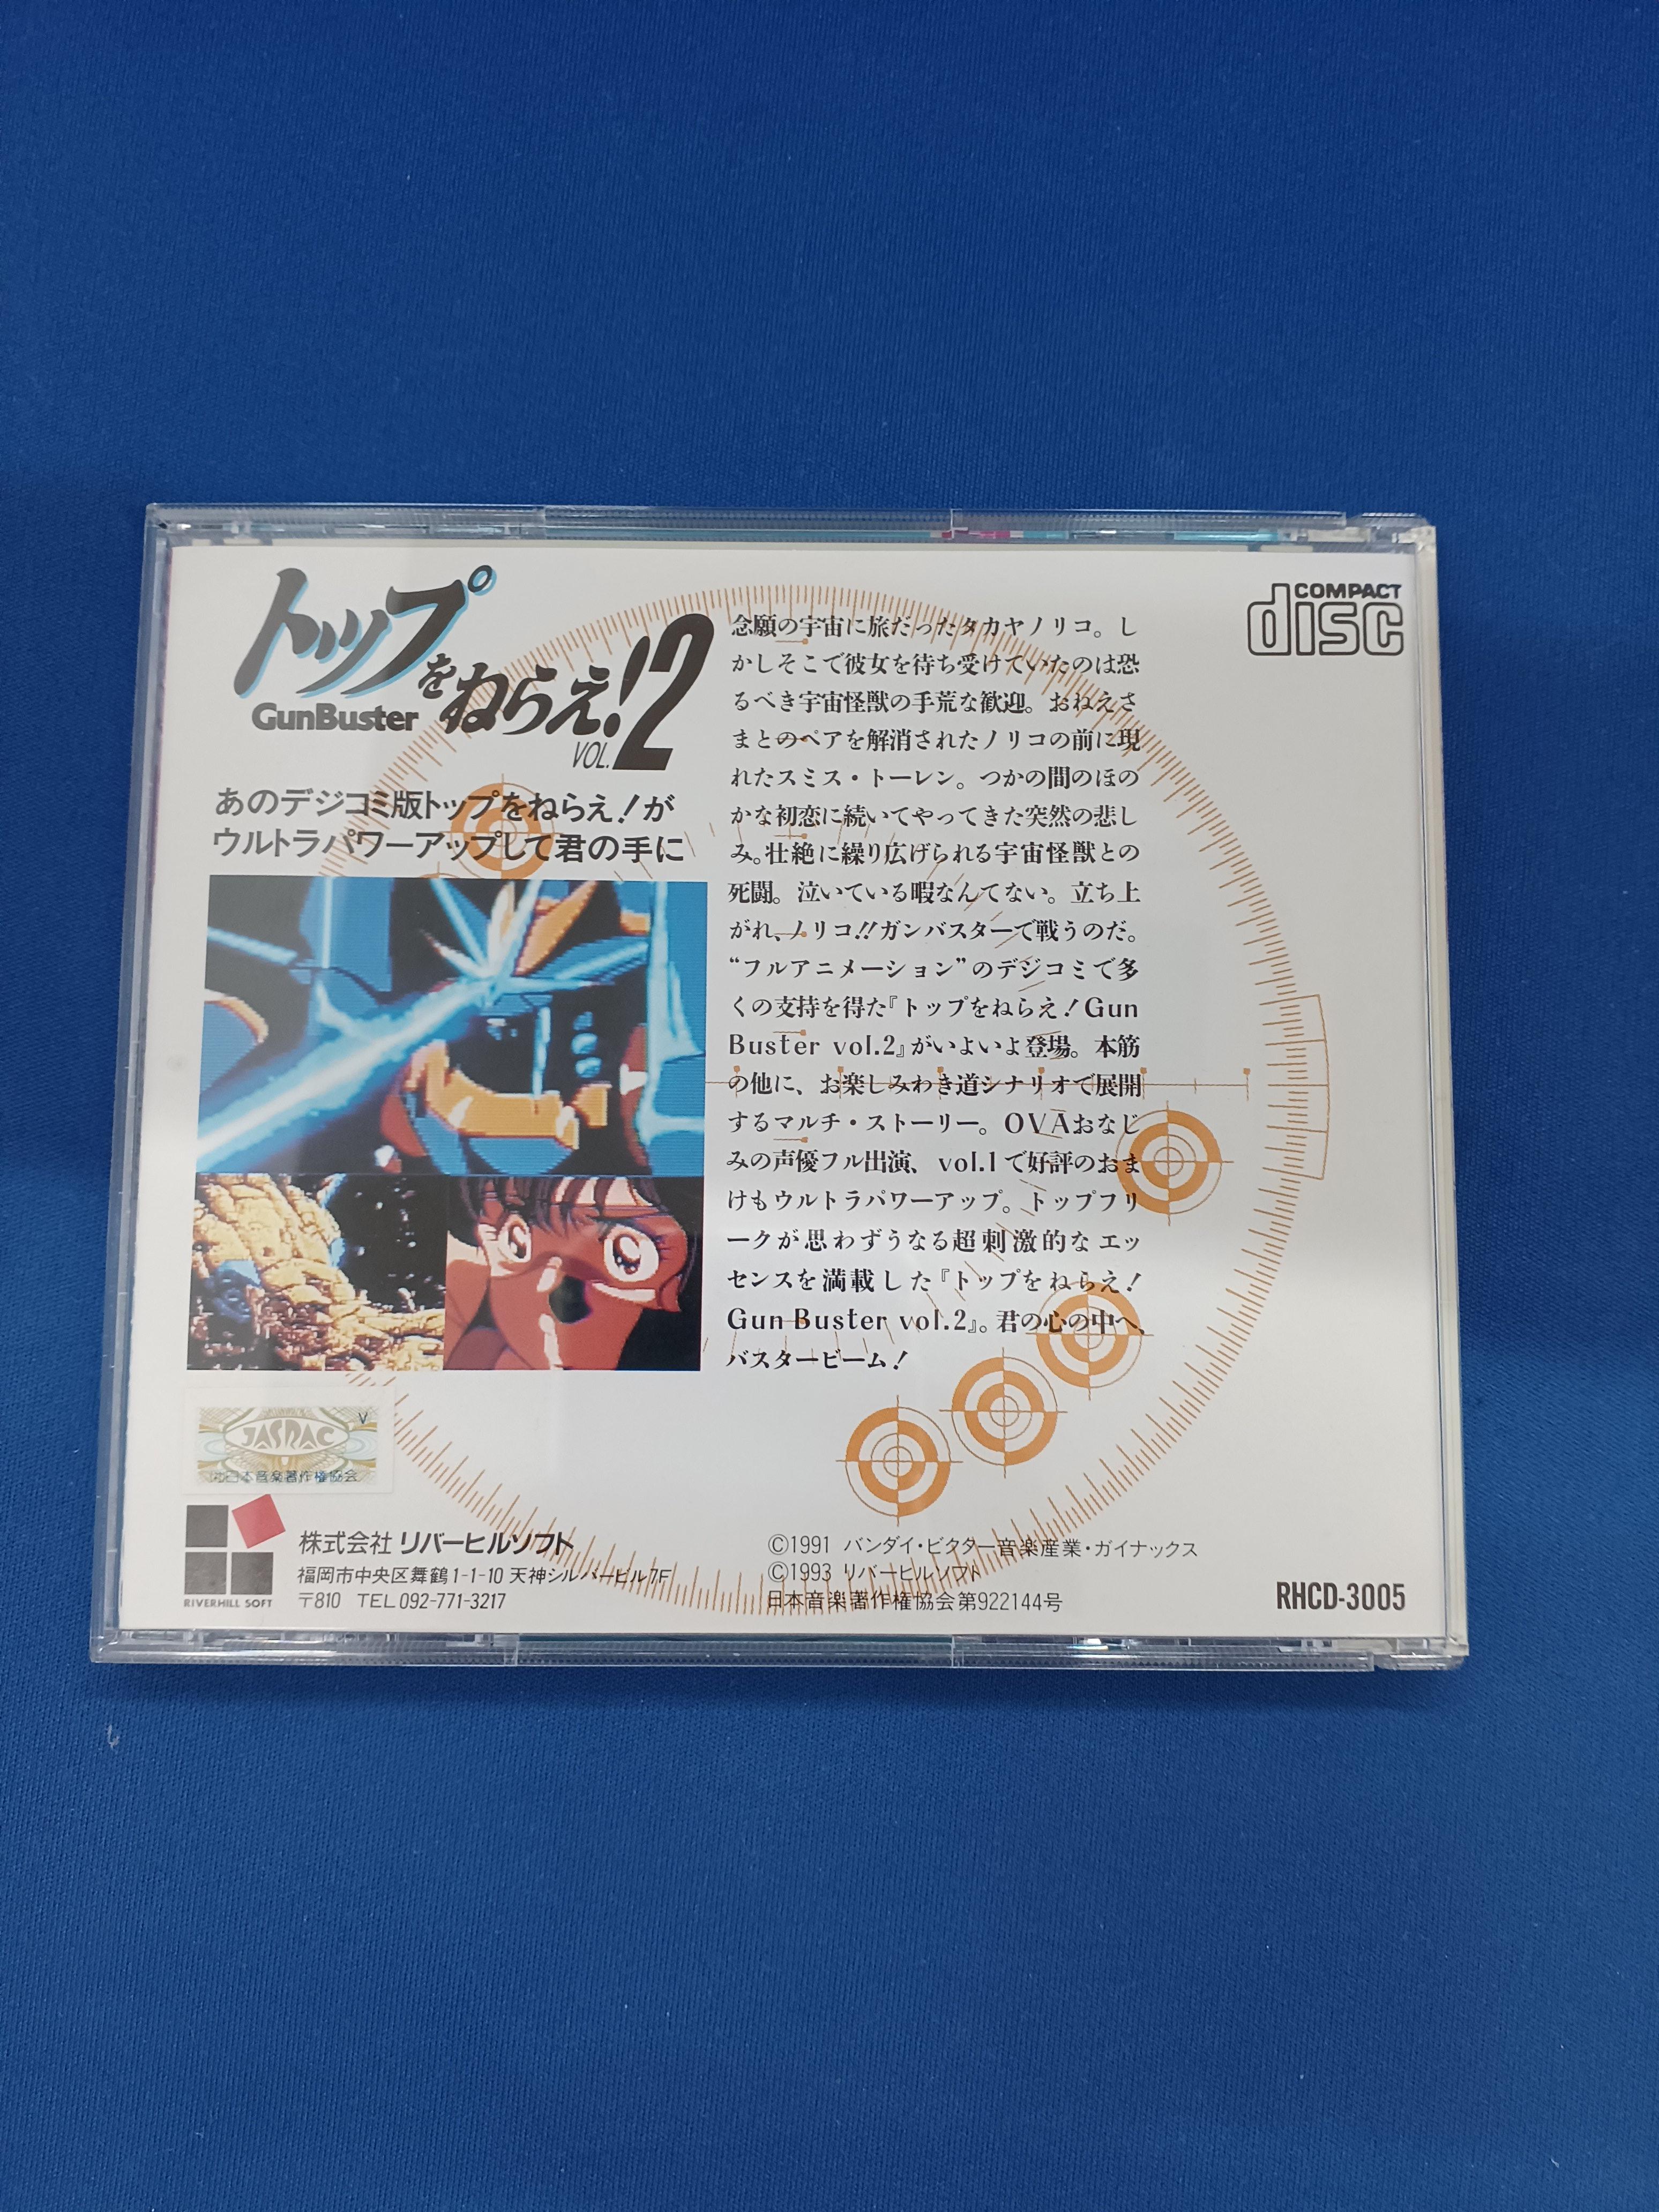 トップをねらえ!2
GunBuster
VOL.
あのデジコミ版トップをねらえ!が
ウルトラパワーアップして君の手に
COMPACT
disc
念願の宇宙に旅だったタカヤノリコ。し
かしそこで彼女を待ち受けていたのは恐
るべき宇宙怪獣の手荒な歓迎。おねえさ
まとのペアを解消されたノリコの前に現
れたスミス・トーレン。つかの間のほの
かな初恋に続いてやってきた突然の悲し
み。壮絶に繰り広げられる宇宙怪獣との
死闘。泣いている暇なんてない。立ち上
がれ、ノリコ!!ガンバスターで戦うのだ。
“フルアニメーション”のデジコミで多
くの支持を得た『トップをねらえ!Gun
Buster vol.2』がいよいよ登場。本筋
の他に、お楽しみわき道シナリオで展開
するマルチ・ストーリー。OVAおなじ
みの声優フル出演、vol.1で好評のおま
けもウルトラパワーアップ。トップフリ
ークが思わずうなる超刺激的なエッ
センスを満載した『トップをねらえ!
Gun Buster vol.2』。君の心の中へ、
バスタービーム!
JASRAC V
(社)日本音楽著作権協会
RIVERHILL SOFT
株式会社 リバーヒルソフト
福岡市中央区舞鶴1-1-10 天神シルバービル7F
〒810 TEL.092-771-3217
©1991 バンダイ・ビクター音楽産業・ガイナックス
©1993 リバーヒルソフト
日本音楽著作権協会第922144号
RHCD-3005